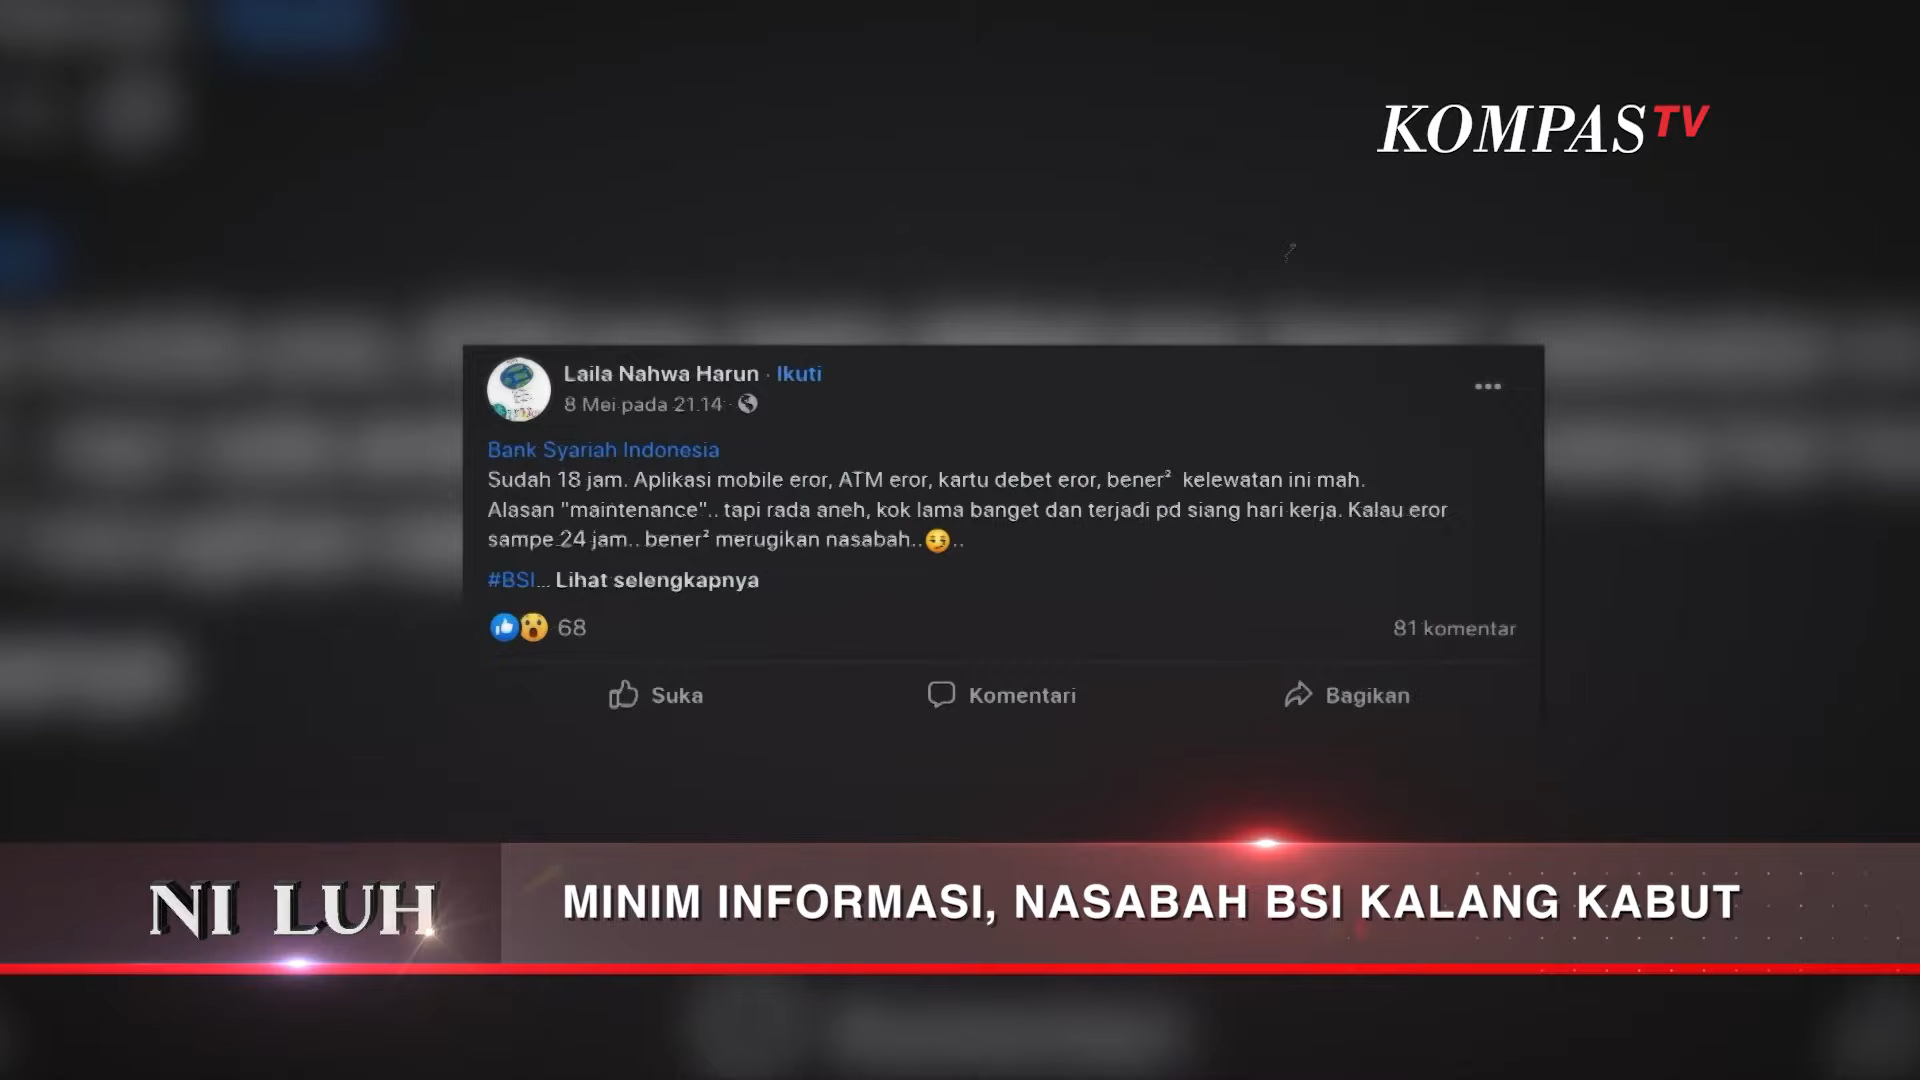 KOMPAS TV
Laila Nahwa Harun · Ikuti
8 Mei pada 21.14 ·
Bank Syariah Indonesia
Sudah 18 jam. Aplikasi mobile eror, ATM eror, kartu debet eror, bener² kelewatan ini mah.
Alasan "maintenance".. tapi rada aneh, kok lama banget dan terjadi pd siang hari kerja. Kalau eror
sampe 24 jam.. bener² merugikan nasabah..😏..
#BSI... Lihat selengkapnya
68
81 komentar
Suka
Komentari
Bagikan
NI LUH
MINIM INFORMASI, NASABAH BSI KALANG KABUT